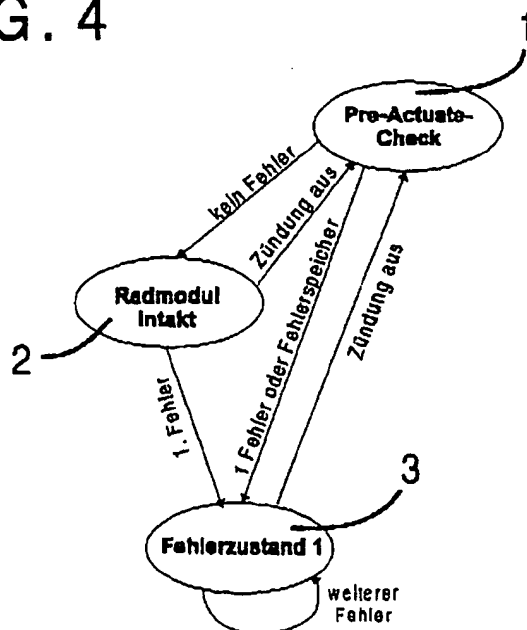 G. 4
Pre-Actuate-
Check
kein Fehler
Zündung aus
1 Fehler oder Fehlerspeicher
Zündung aus
Radmodul
Intakt
2
1. Fehler
3
Fehlerzustand 1
weiterer
Fehler